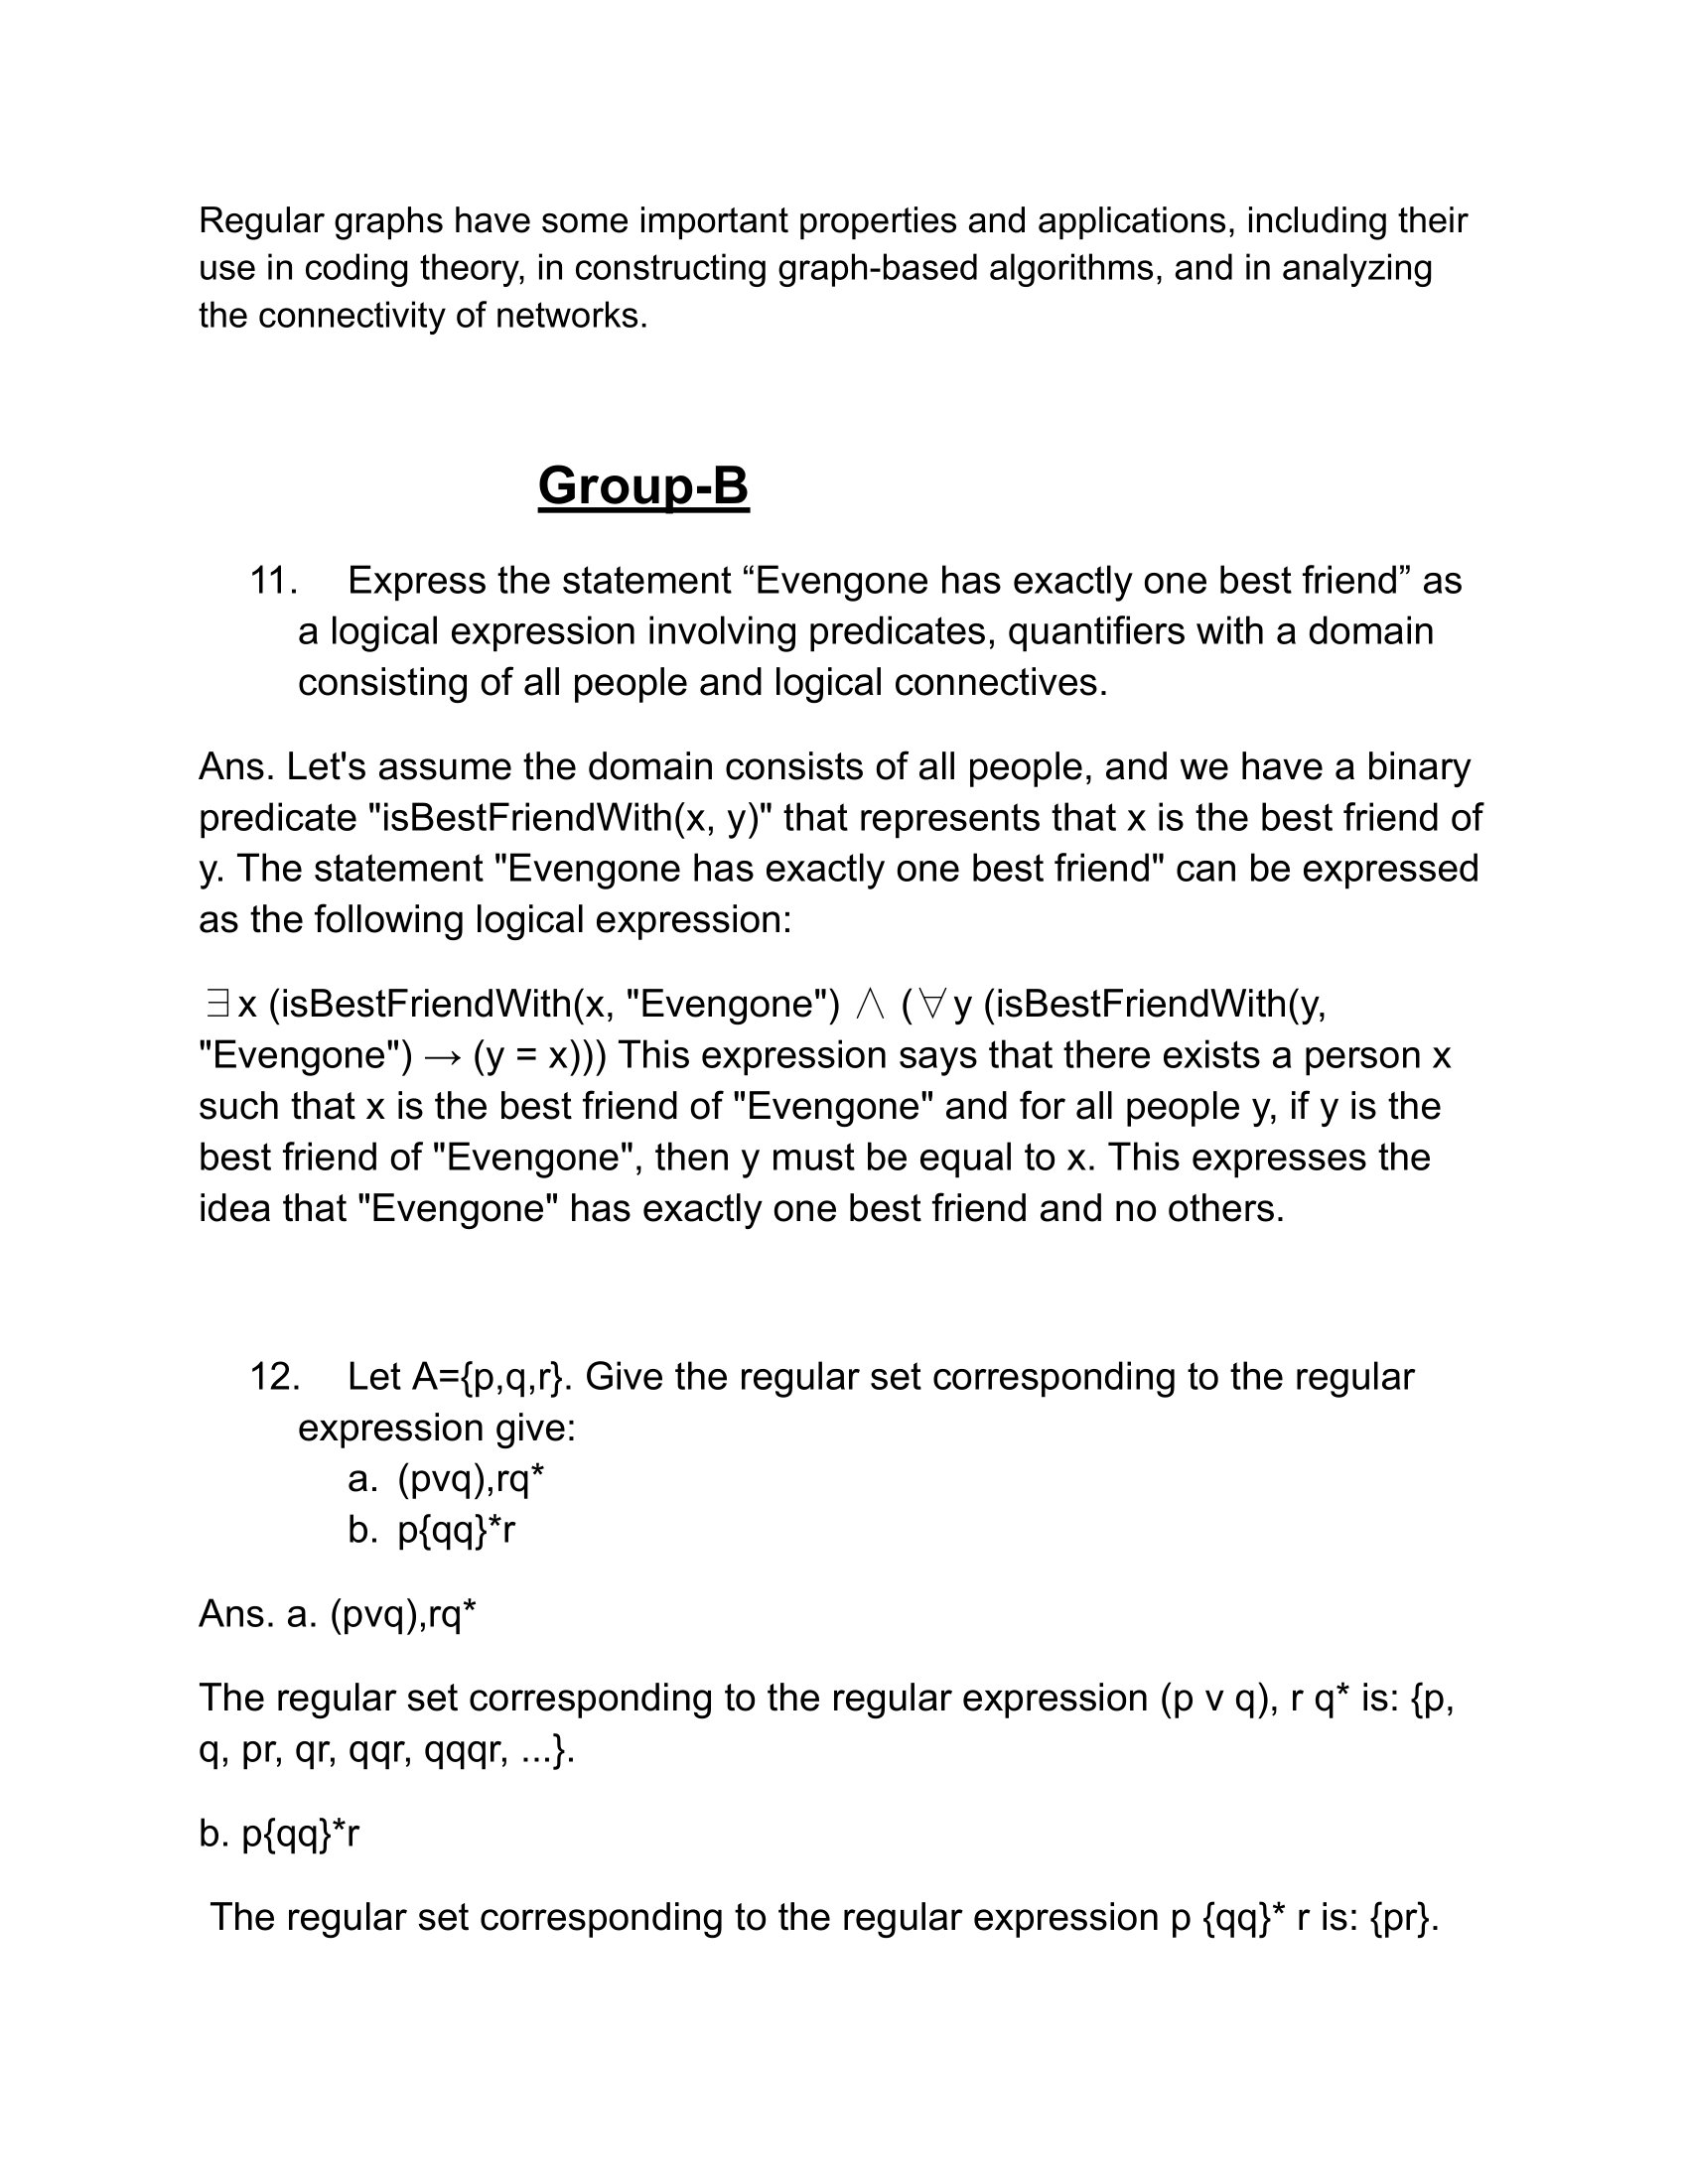 Regular graphs have some important properties and applications, including their
use in coding theory, in constructing graph-based algorithms, and in analyzing
the connectivity of networks.
Group-B
11. Express the statement “Evengone has exactly one best friend” as
a logical expression involving predicates, quantifiers with a domain
consisting of all people and logical connectives.
Ans. Let's assume the domain consists of all people, and we have a binary
predicate "isBestFriendWith(x, y)" that represents that x is the best friend of
y. The statement "Evengone has exactly one best friend" can be expressed
as the following logical expression:
∃x (isBestFriendWith(x, "Evengone") ∧ (∀y (isBestFriendWith(y,
"Evengone") → (y = x))) This expression says that there exists a person x
such that x is the best friend of "Evengone" and for all people y, if y is the
best friend of "Evengone", then y must be equal to x. This expresses the
idea that "Evengone" has exactly one best friend and no others.
12. Let A={p,q,r}. Give the regular set corresponding to the regular
expression give:
a. (pvq),rq*
b. p{qq}*r
Ans. a. (pvq),rq*
The regular set corresponding to the regular expression (p v q), r q* is: {p,
q, pr, qr, qqr, qqqr, ...}.
b. p{qq}*r
The regular set corresponding to the regular expression p {qq}* r is: {pr}.